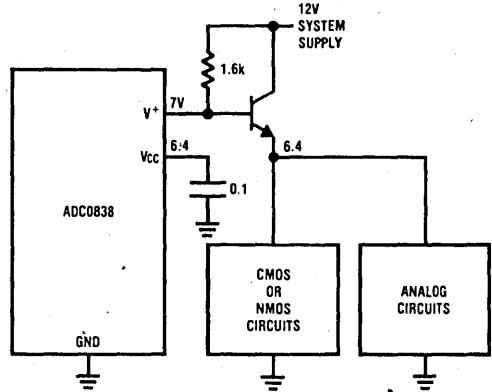 12V
SYSTEM
SUPPLY
1.6k
V+ 7V
VCC 6.4
6.4
0.1
ADC0838
GND
CMOS
OR
NMOS
CIRCUITS
ANALOG
CIRCUITS